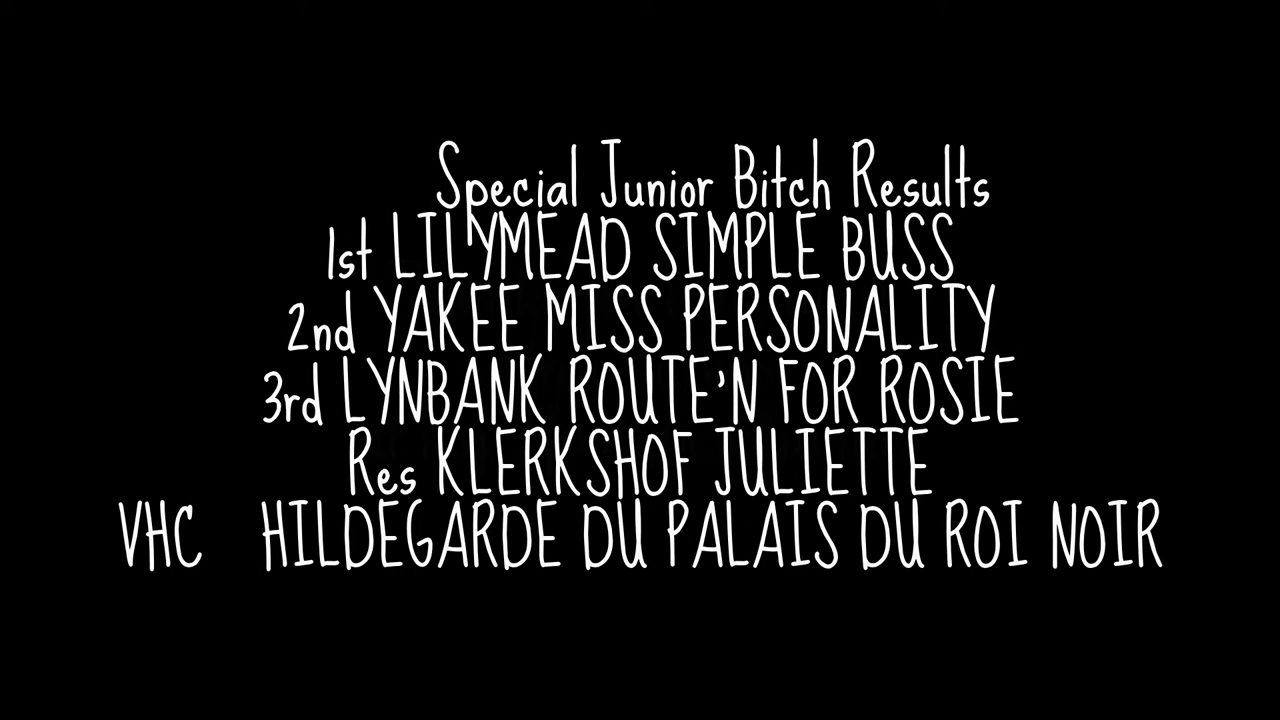 Special Junior Bitch Results
1st LILYMEAD SIMPLE BUSS
2nd YAKEE MISS PERSONALITY
3rd LYNBANK ROUTE'N FOR ROSIE
Res KLERKSHOF JULIETTE
VHC HILDEGARDE DU PALAIS DU ROI NOIR